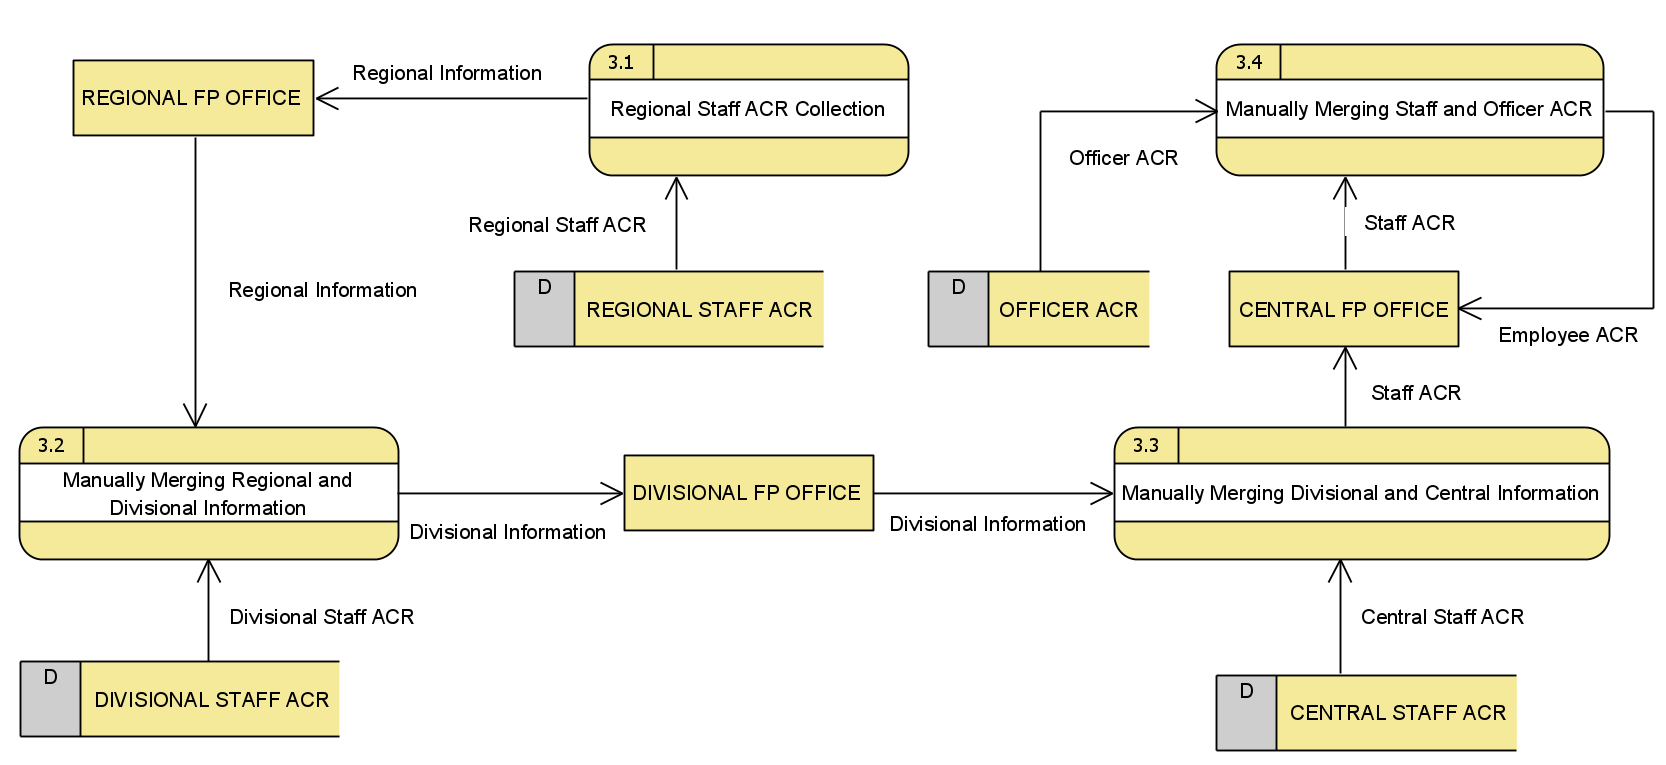 3.1
3.4
Regional Information
REGIONAL FP OFFICE
Regional Staff ACR Collection
Manually Merging Staff and Officer ACR
Officer ACR
Regional Staff ACR
Staff ACR
Regional Information
D
REGIONAL STAFF ACR
D
OFFICER ACR
CENTRAL FP OFFICE
Employee ACR
Staff ACR
3.2
3.3
Manually Merging Regional and
Divisional Information
DIVISIONAL FP OFFICE
Manually Merging Divisional and Central Information
Divisional Information
Divisional Information
Divisional Staff ACR
Central Staff ACR
D
DIVISIONAL STAFF ACR
D
CENTRAL STAFF ACR